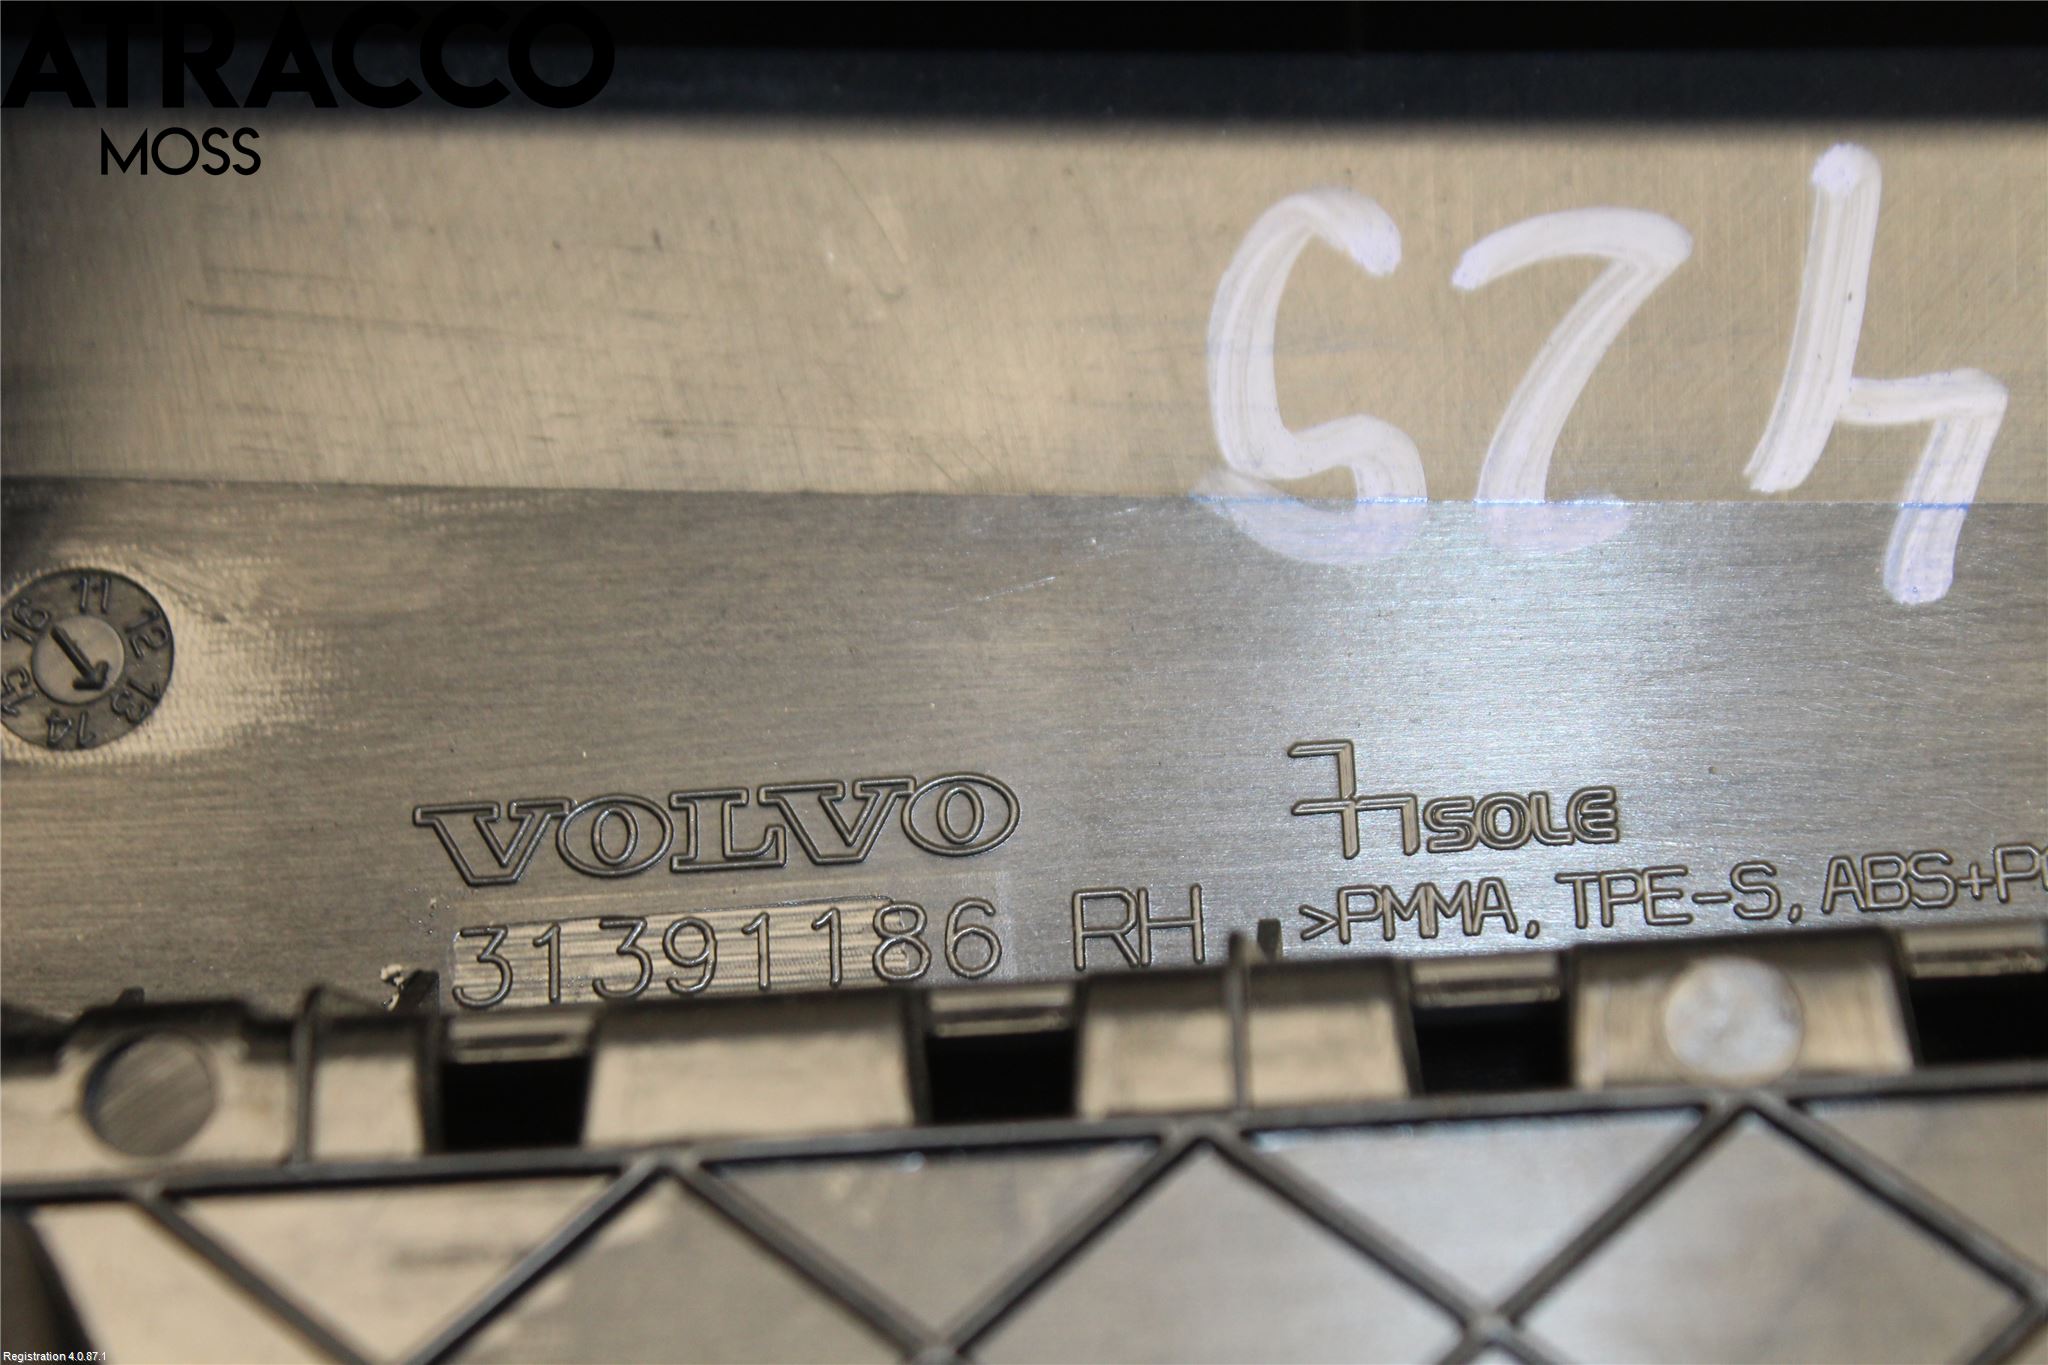 ATRACCO
MOSS
425
11 12 13 14 15 16
VOLVO
SOLE
31391186 RH
>PMMA, TPE-S, ABS+P
Registration 4.0.87.1